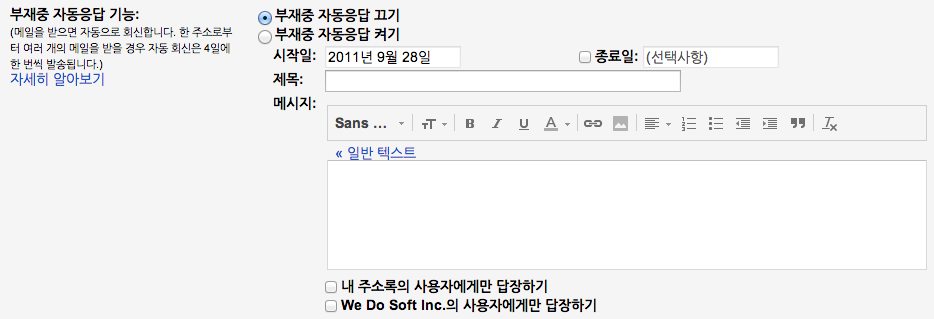 부재중 자동응답 기능:
(메일을 받으면 자동으로 회신합니다. 한 주소로부
터 여러 개의 메일을 받을 경우 자동 회신은 4일에
한 번씩 발송됩니다.)
자세히 알아보기
부재중 자동응답 끄기
부재중 자동응답 켜기
시작일: 2011년 9월 28일 종료일: (선택사항)
제목:
메시지:
Sans ...
« 일반 텍스트
내 주소록의 사용자에게만 답장하기
We Do Soft Inc.의 사용자에게만 답장하기